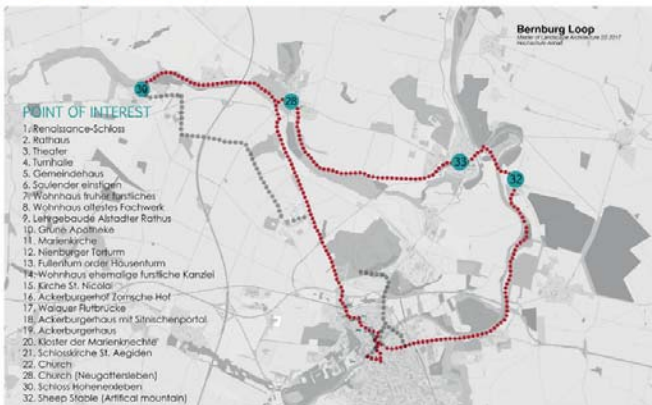 Bernburg Loop
Master of Landscape Architecture SS 2017
Hochschule Anhalt
30
28
33
32
POINT OF INTEREST
1. Renaissance-Schloss
2. Rathaus
3. Theater
4. Turnhalle
5. Gemeindehaus
6. Saulender einstigen
7. Wohnhaus fruher furstliches
8. Wohnhaus altestes Fachwerk
9. Lehrgebaude Alstadter Rathus
10. Grune Apotheke
11. Marienkirche
12. Nienburger Torturm
13. Fullenturn order Hausenturm
14. Wohnhaus ehemalige furstliche Kanzlei
15. Kirche St. Nicolai
16. Ackerburgerhof Zornsche Hof
17. Walauer Flutbrucke
18. Ackerburgerhaus mit Sitnischenportal
19. Ackerburgerhaus
20. Kloster der Marienknechte
21. Schlosskirche St. Aegiden
22. Church
28. Church (Neugattersleben)
30. Schloss Hohenerxleben
32. Sheep Stable (Artifical mountain)